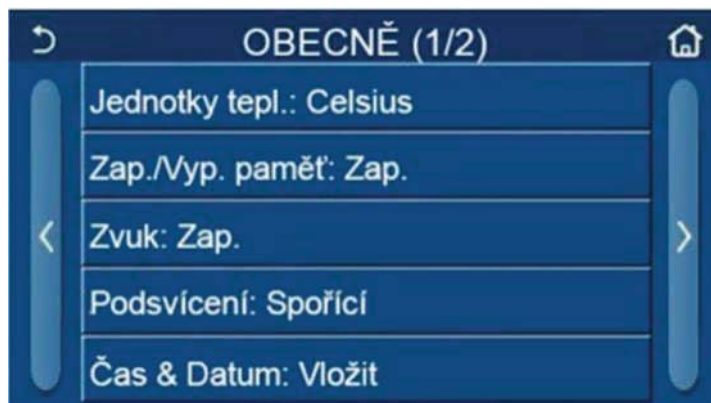 OBECNĚ (1/2)
Jednotky tepl.: Celsius
Zap./Vyp. paměť: Zap.
Zvuk: Zap.
Podsvícení: Spořící
Čas & Datum: Vložit